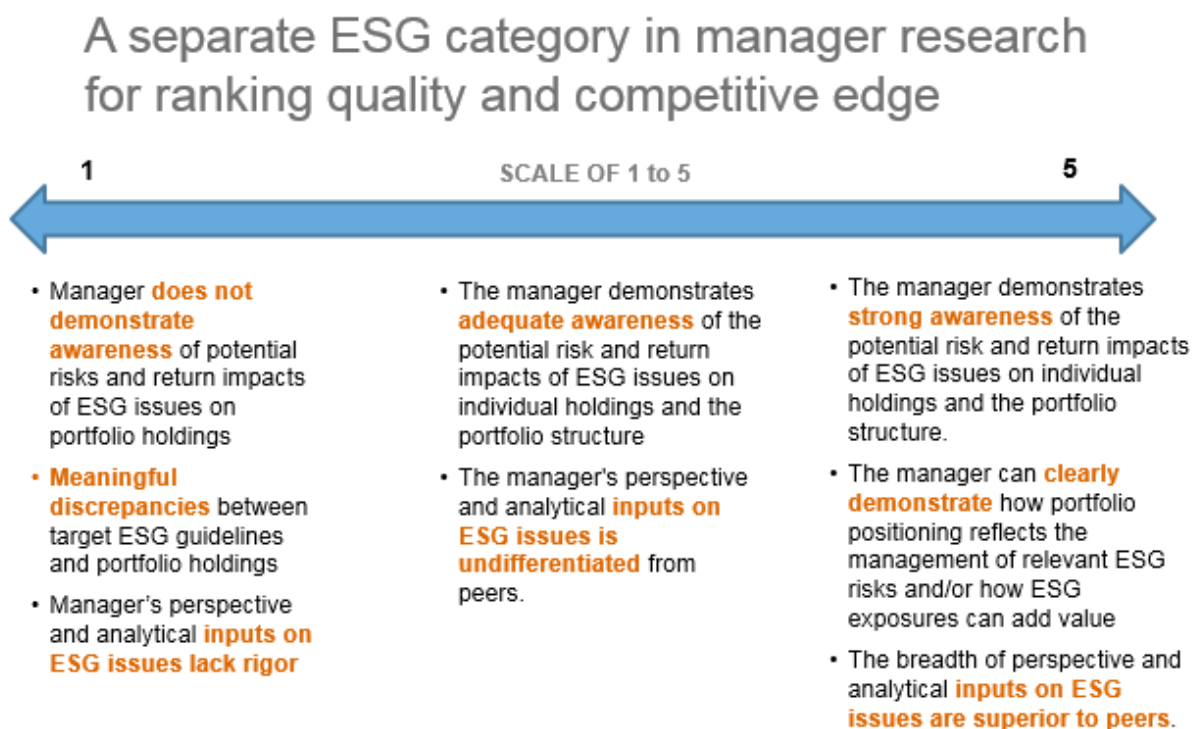 A separate ESG category in manager research
for ranking quality and competitive edge
1
SCALE OF 1 to 5
5
• Manager does not
demonstrate
awareness of potential
risks and return impacts
of ESG issues on
portfolio holdings
• Meaningful
discrepancies between
target ESG guidelines
and portfolio holdings
• Manager's perspective
and analytical inputs on
ESG issues lack rigor
• The manager demonstrates
adequate awareness of the
potential risk and return
impacts of ESG issues on
individual holdings and the
portfolio structure
• The manager's perspective
and analytical inputs on
ESG issues is
undifferentiated from
peers.
• The manager demonstrates
strong awareness of the
potential risk and return impacts
of ESG issues on individual
holdings and the portfolio
structure.
• The manager can clearly
demonstrate how portfolio
positioning reflects the
management of relevant ESG
risks and/or how ESG
exposures can add value
• The breadth of perspective and
analytical inputs on ESG
issues are superior to peers.